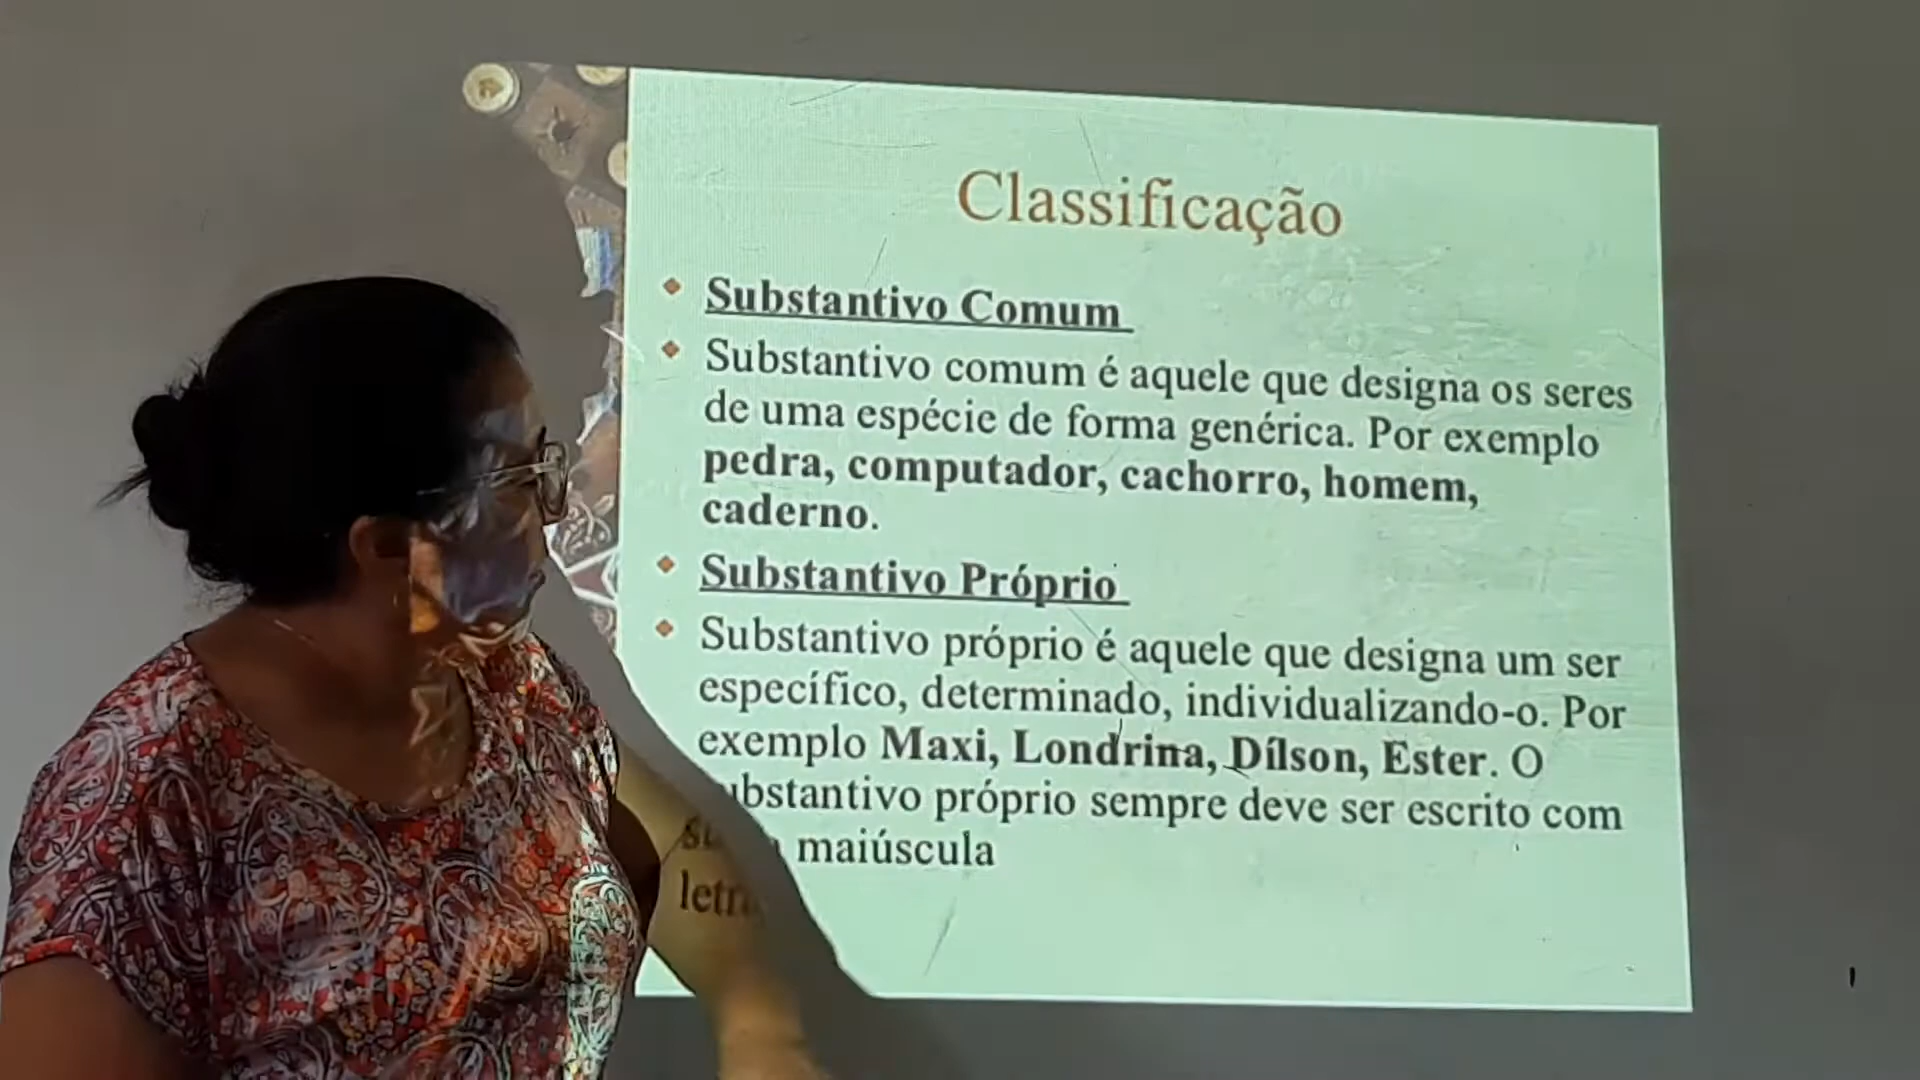 Classificação
Substantivo Comum
Substantivo comum é aquele que designa os seres
de uma espécie de forma genérica. Por exemplo
pedra, computador, cachorro, homem,
caderno.
Substantivo Próprio
Substantivo próprio é aquele que designa um ser
específico, determinado, individualizando-o. Por
exemplo Maxi, Londrina, Dílson, Ester. O
substantivo próprio sempre deve ser escrito com
letra maiúscula